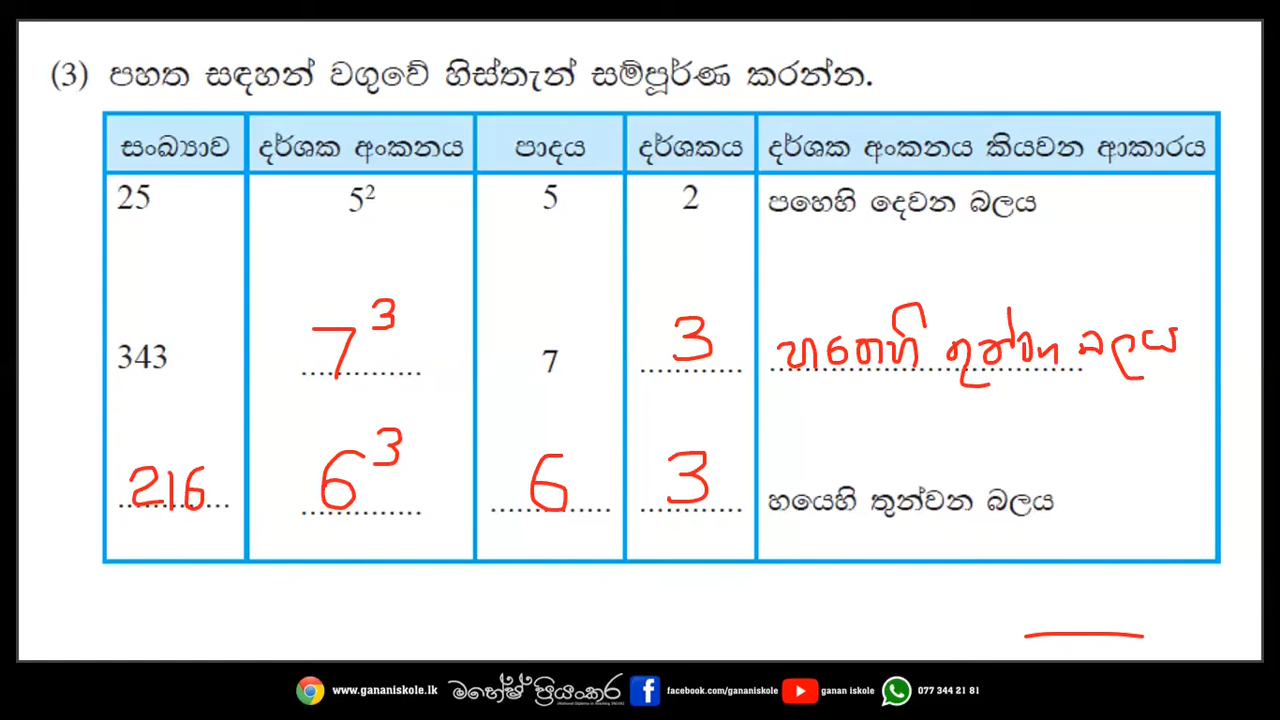 (3) පහත සඳහන් වගුවේ හිස්තැන් සම්පූර්ණ කරන්න.
සංඛ්‍යාව දර්ශක අංකනය පාදය දර්ශකය දර්ශක අංකනය කියවන ආකාරය
25 5² 5 2 පහෙහි දෙවන බලය
343 7³ 7 3 හතෙහි තුන්වන බලය
216 6³ 6 3 හයෙහි තුන්වන බලය
www.gananiskole.lk මහේෂ් ප්‍රියංකර facebook.com/gananiskole ganan iskole 077 344 21 81